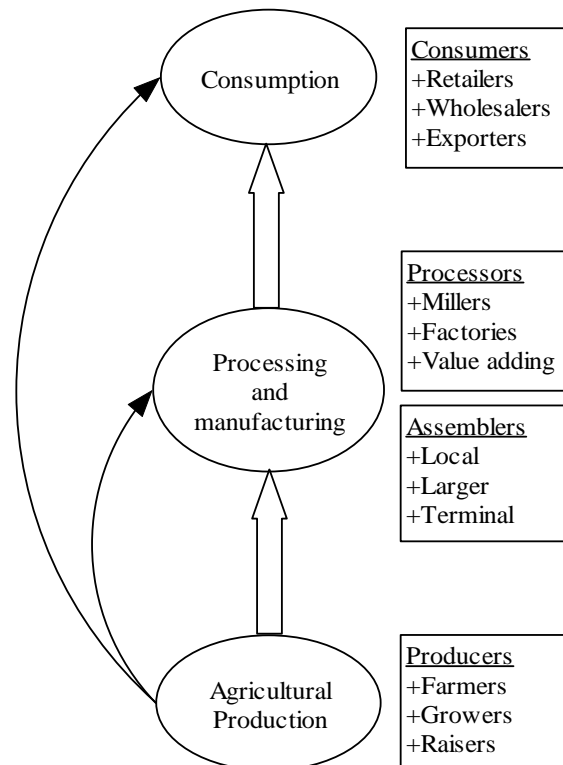 Consumption
Consumers
+Retailers
+Wholesalers
+Exporters
Processing
and
manufacturing
Processors
+Millers
+Factories
+Value adding
Assemblers
+Local
+Larger
+Terminal
Agricultural
Production
Producers
+Farmers
+Growers
+Raisers